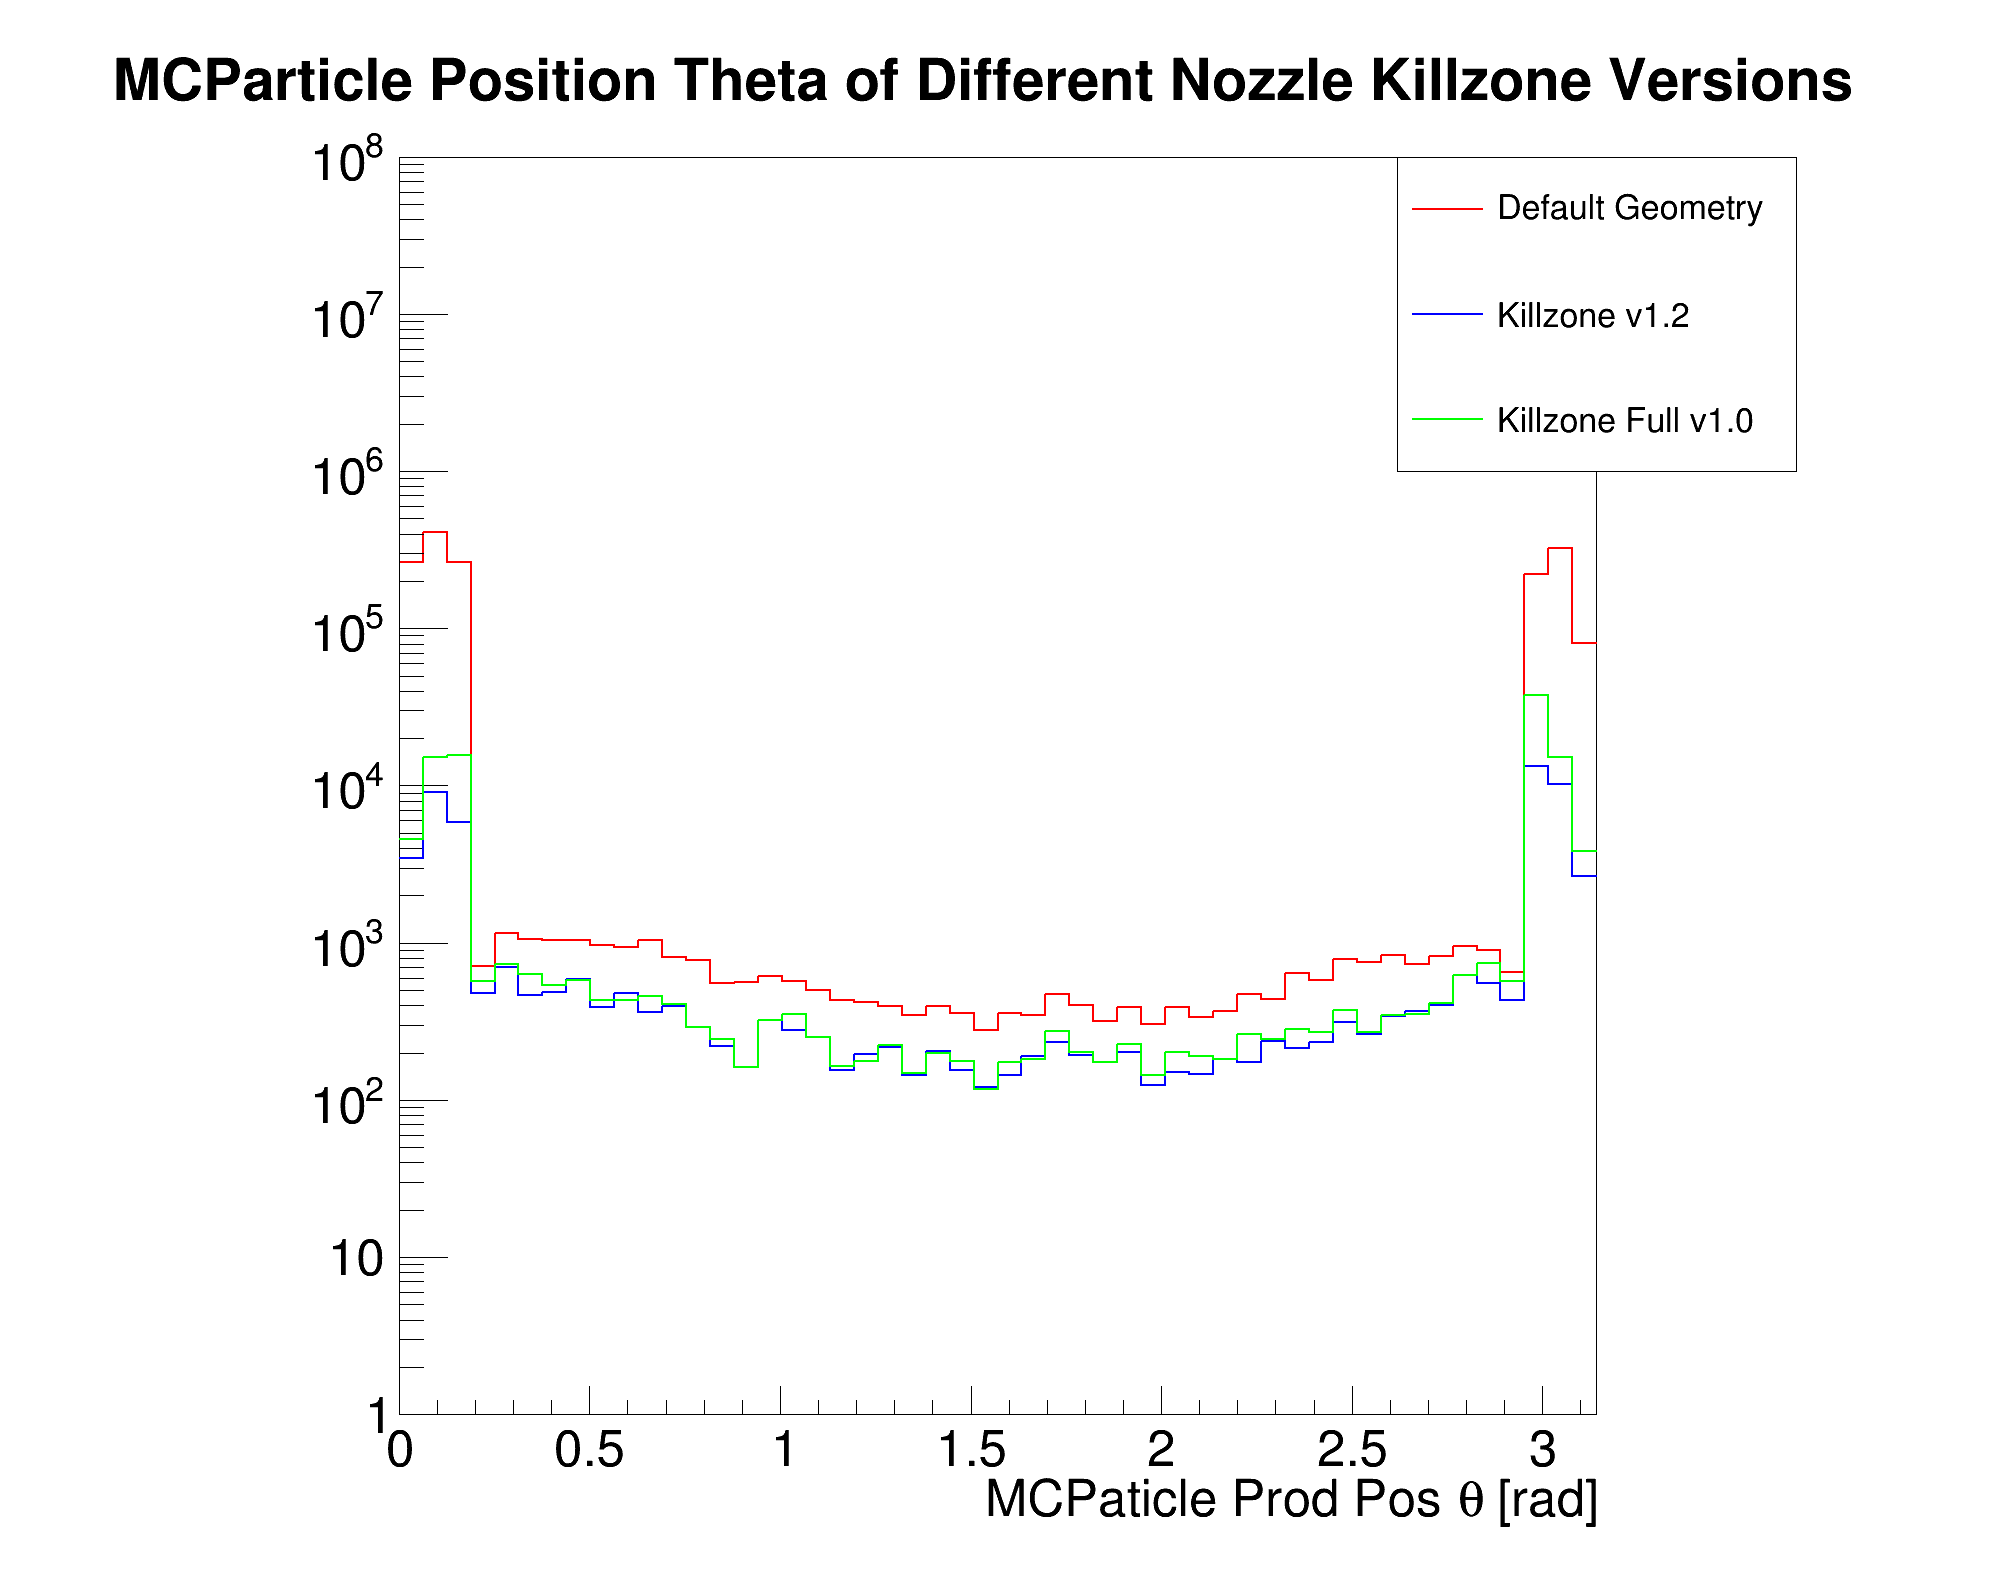 MCParticle Position Theta of Different Nozzle Killzone Versions
10^8
10^7
10^6
10^5
10^4
10^3
10^2
10
1
Default Geometry
Killzone v1.2
Killzone Full v1.0
0 0.5 1 1.5 2 2.5 3
MCPaticle Prod Pos θ [rad]